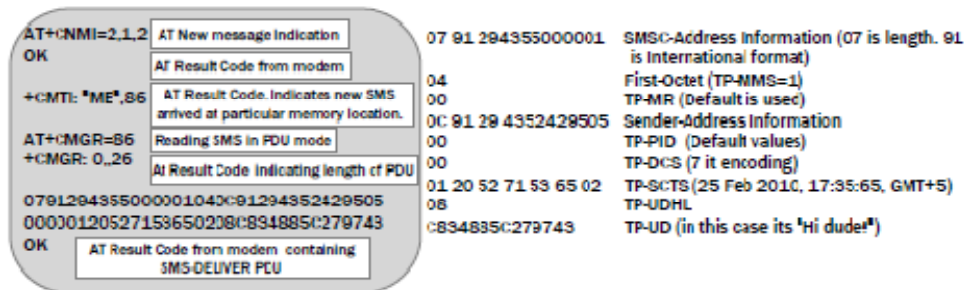 AT+CNMI=2,1,2 AT New message Indication
OK
AT Result Code from modem
+CMTI: "ME",86 AT Result Code. Indicates new SMS arrived at particular memory location.
AT+CMGR=86 Reading SMS in PDU mode
+CMGR: 0,,26
At Result Code indicating length of PDU
0791294355000001040C91294352429505
00000120527153650208C834885C279743
OK
AT Result Code from modem containing
SMS-DELIVER PDU
07 91 294355000001 SMSC-Address Information (07 is length. 91
is International format)
04 First-Octet (TP-MMS=1)
00 TP-MR (Default is used)
0C 91 29 4352429505 Sender-Address Information
00 TP-PID (Default values)
00 TP-DCS (7 it encoding)
01 20 52 71 53 65 02 TP-SCTS (25 Feb 2010, 17:35:65, GMT+5)
08 TP-UDHL
C834885C279743 TP-UD (in this case its "Hi dude!")